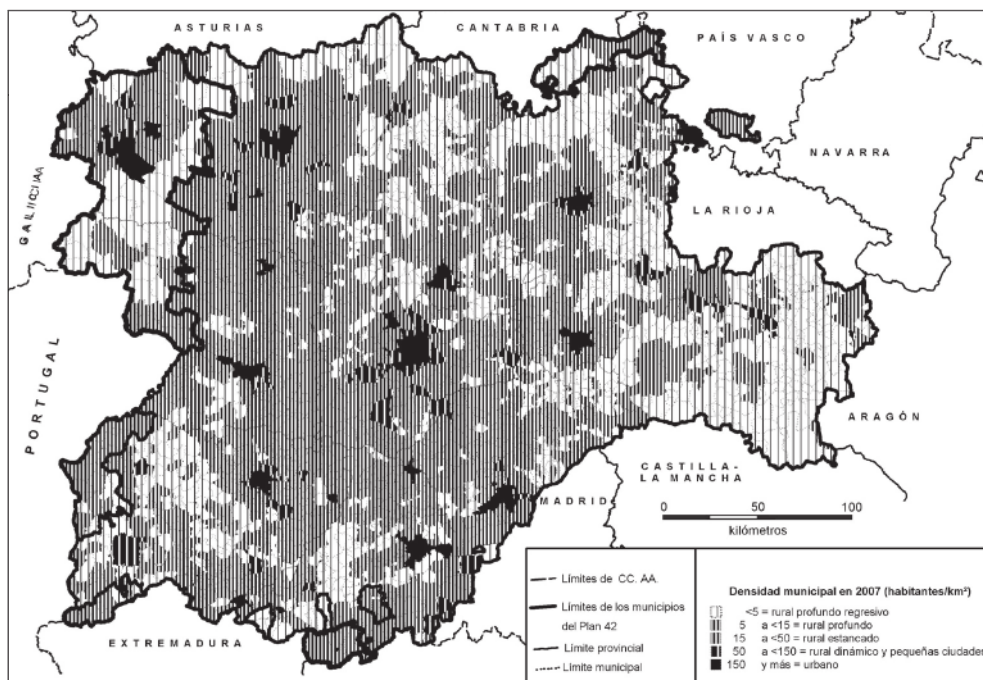 ASTURIAS
CANTABRIA
PAÍS VASCO
NAVARRA
LA RIOJA
PORTUGAL
ARAGÓN
CASTILLA-
LA MANCHA
MADRID
EXTREMADURA
0 50 100
kilómetros
Límites de CC. AA.
Límites de los municipios
del Plan 42
Límite provincial
Límite municipal
Densidad municipal en 2007 (habitantes/km²)
<5 = rural profundo regresivo
5 a <15 = rural profundo
15 a <50 = rural estancado
50 a <150 = rural dinámico y pequeñas ciudades
150 y más = urbano